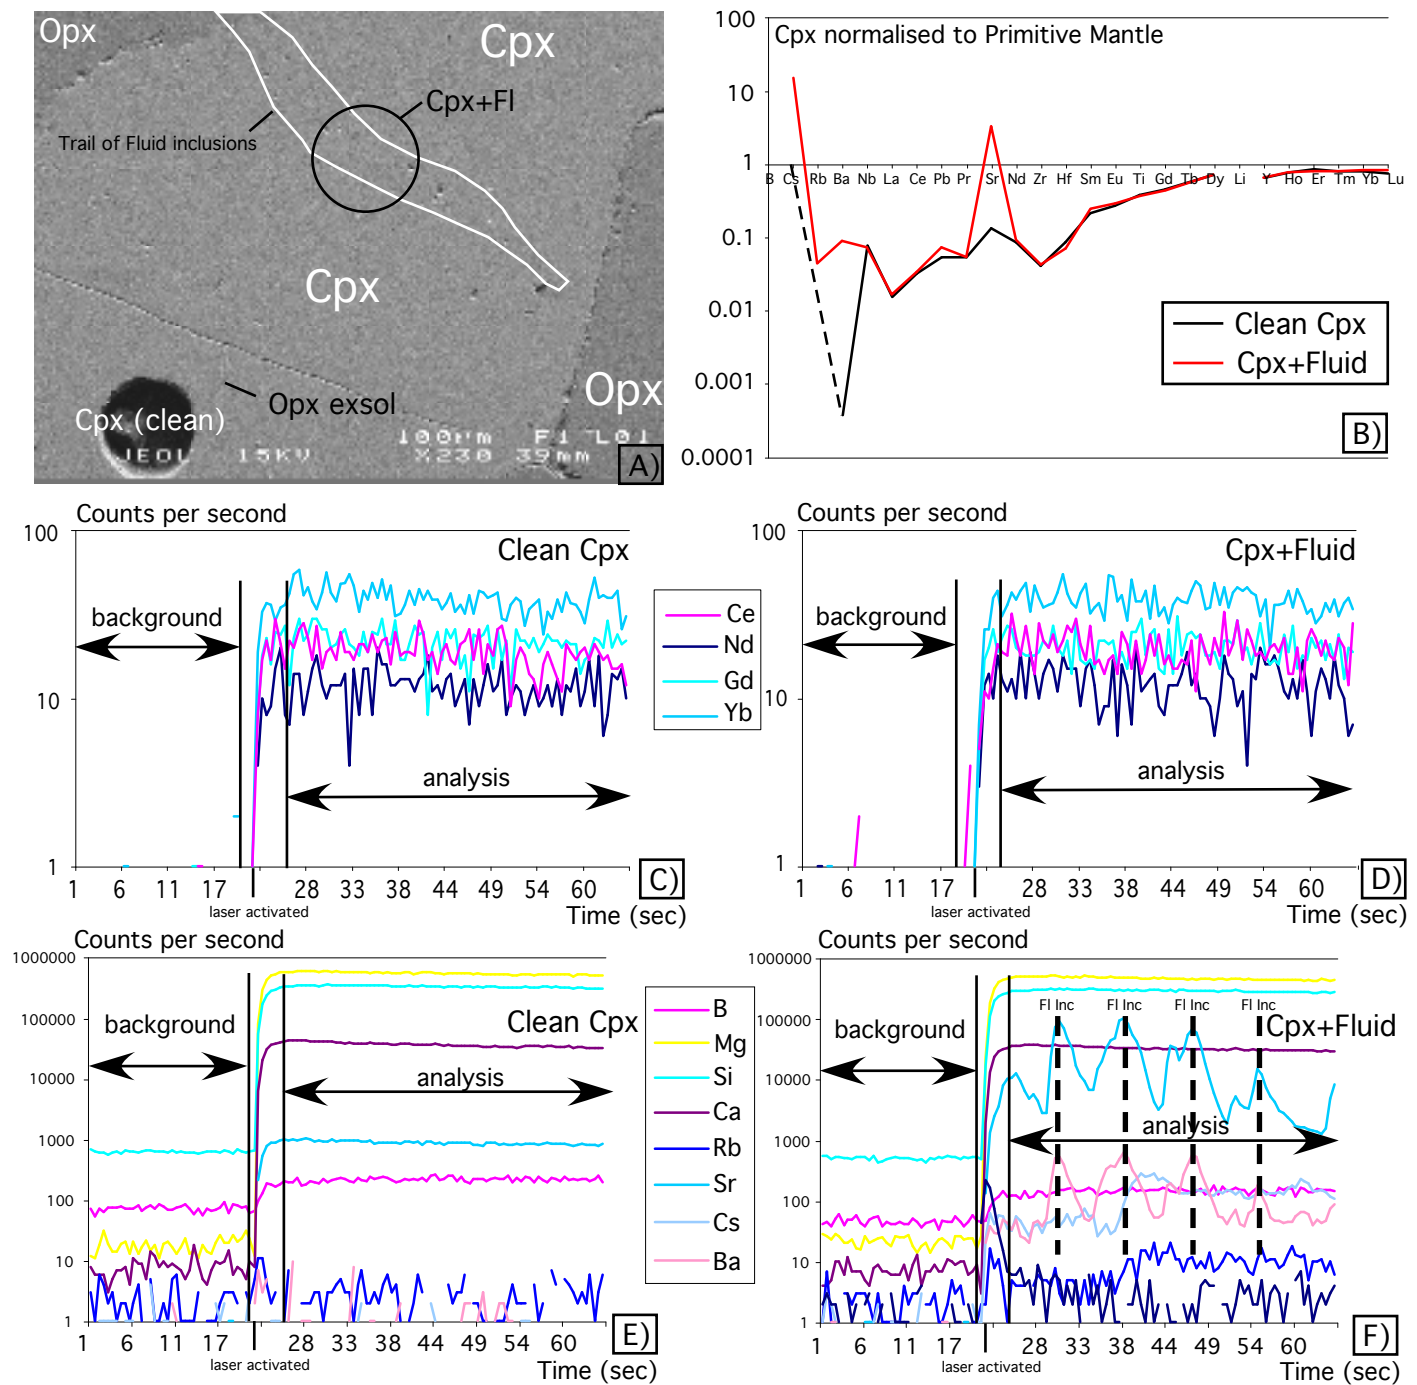 Opx
Cpx
Cpx+Fl
Trail of Fluid inclusions
Cpx
Opx
Opx exsol
Cpx (clean)
100µm F1 L01
JEOL 15KV X230 39mm
A)
Cpx normalised to Primitive Mantle
100
10
1
B Cs Rb Ba Nb La Ce Pb Pr Sr Nd Zr Hf Sm Eu Ti Gd Tb Dy Li Y Ho Er Tm Yb Lu
0.1
0.01
0.001
0.0001
Clean Cpx
Cpx+Fluid
B)
Counts per second
100
Clean Cpx
background
10
analysis
1
1 6 11 17 28 33 38 44 49 54 60
laser activated
Time (sec)
C)
Ce
Nd
Gd
Yb
Counts per second
100
Cpx+Fluid
background
10
analysis
1
1 6 11 17 28 33 38 44 49 54 60
laser activated
Time (sec)
D)
Counts per second
1000000
100000
10000
1000
100
10
1
Clean Cpx
background
analysis
1 6 11 17 28 33 38 44 49 54 60
laser activated
Time (sec)
E)
B
Mg
Si
Ca
Rb
Sr
Cs
Ba
Counts per second
1000000
100000
10000
1000
100
10
1
Fl Inc Fl Inc Fl Inc Fl Inc
Cpx+Fluid
background
analysis
1 6 11 17 28 34 38 44 49 54 60
laser activated
Time (sec)
F)